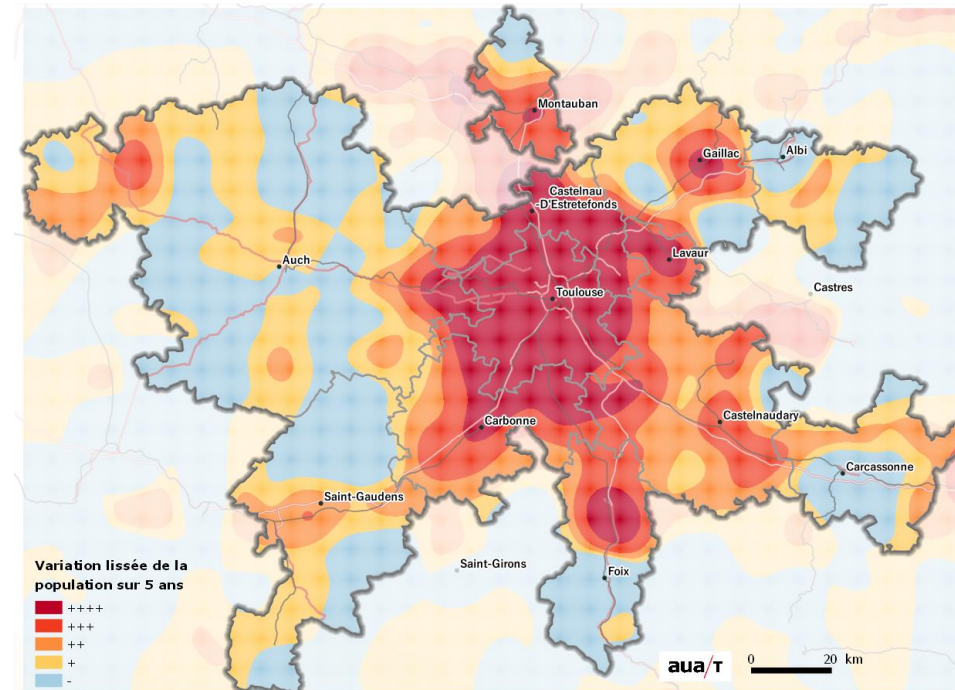 Montauban
Gaillac
Albi
Castelnau
-D'Estretefonds
Lavaur
Auch
Toulouse
Castres
Carbonne
Castelnaudary
Carcassonne
Saint-Gaudens
Saint-Girons
Foix
Variation lissée de la
population sur 5 ans
++++
+++
++
+
-
aua/T
0 20 km